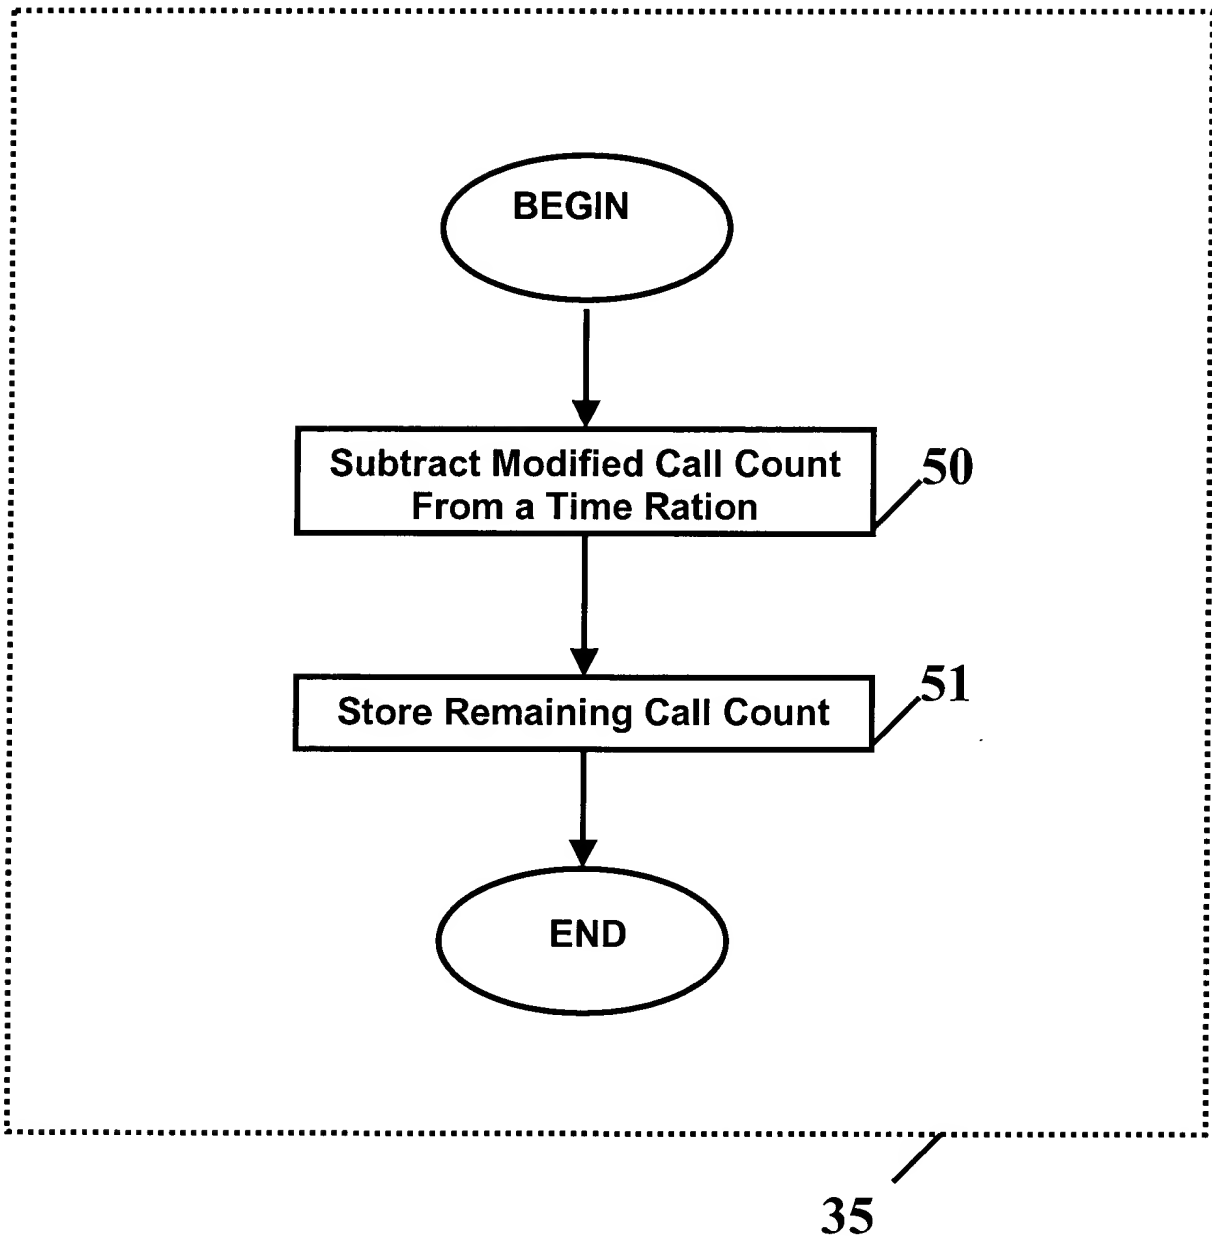 BEGIN
Subtract Modified Call Count
From a Time Ration
50
Store Remaining Call Count
51
END
35